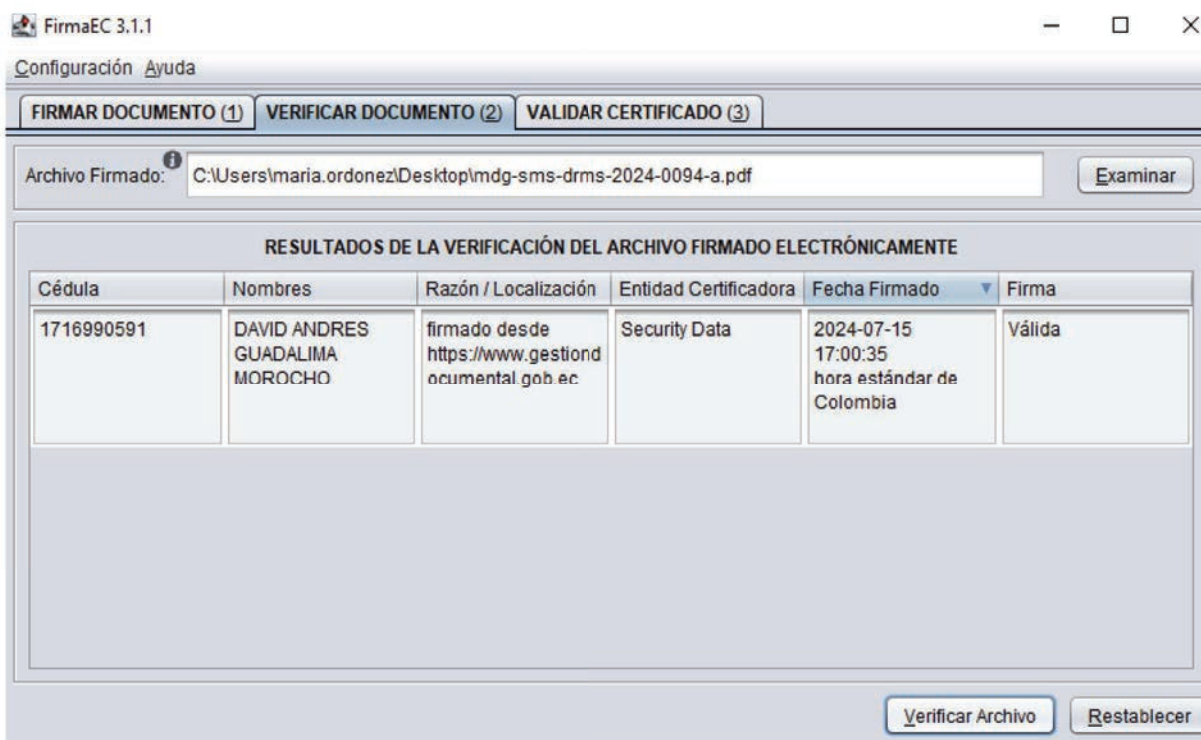 FirmaEC 3.1.1
Configuración Ayuda
FIRMAR DOCUMENTO (1) VERIFICAR DOCUMENTO (2) VALIDAR CERTIFICADO (3)
Archivo Firmado: C:\Users\maria.ordonez\Desktop\mdg-sms-drms-2024-0094-a.pdf Examinar
RESULTADOS DE LA VERIFICACIÓN DEL ARCHIVO FIRMADO ELECTRÓNICAMENTE
Cédula Nombres Razón / Localización Entidad Certificadora Fecha Firmado Firma
1716990591 DAVID ANDRES firmado desde Security Data 2024-07-15 Válida
GUADALIMA https://www.gestiond 17:00:35
MOROCHO ocumental.gob.ec hora estándar de
Colombia
Verificar Archivo Restablecer